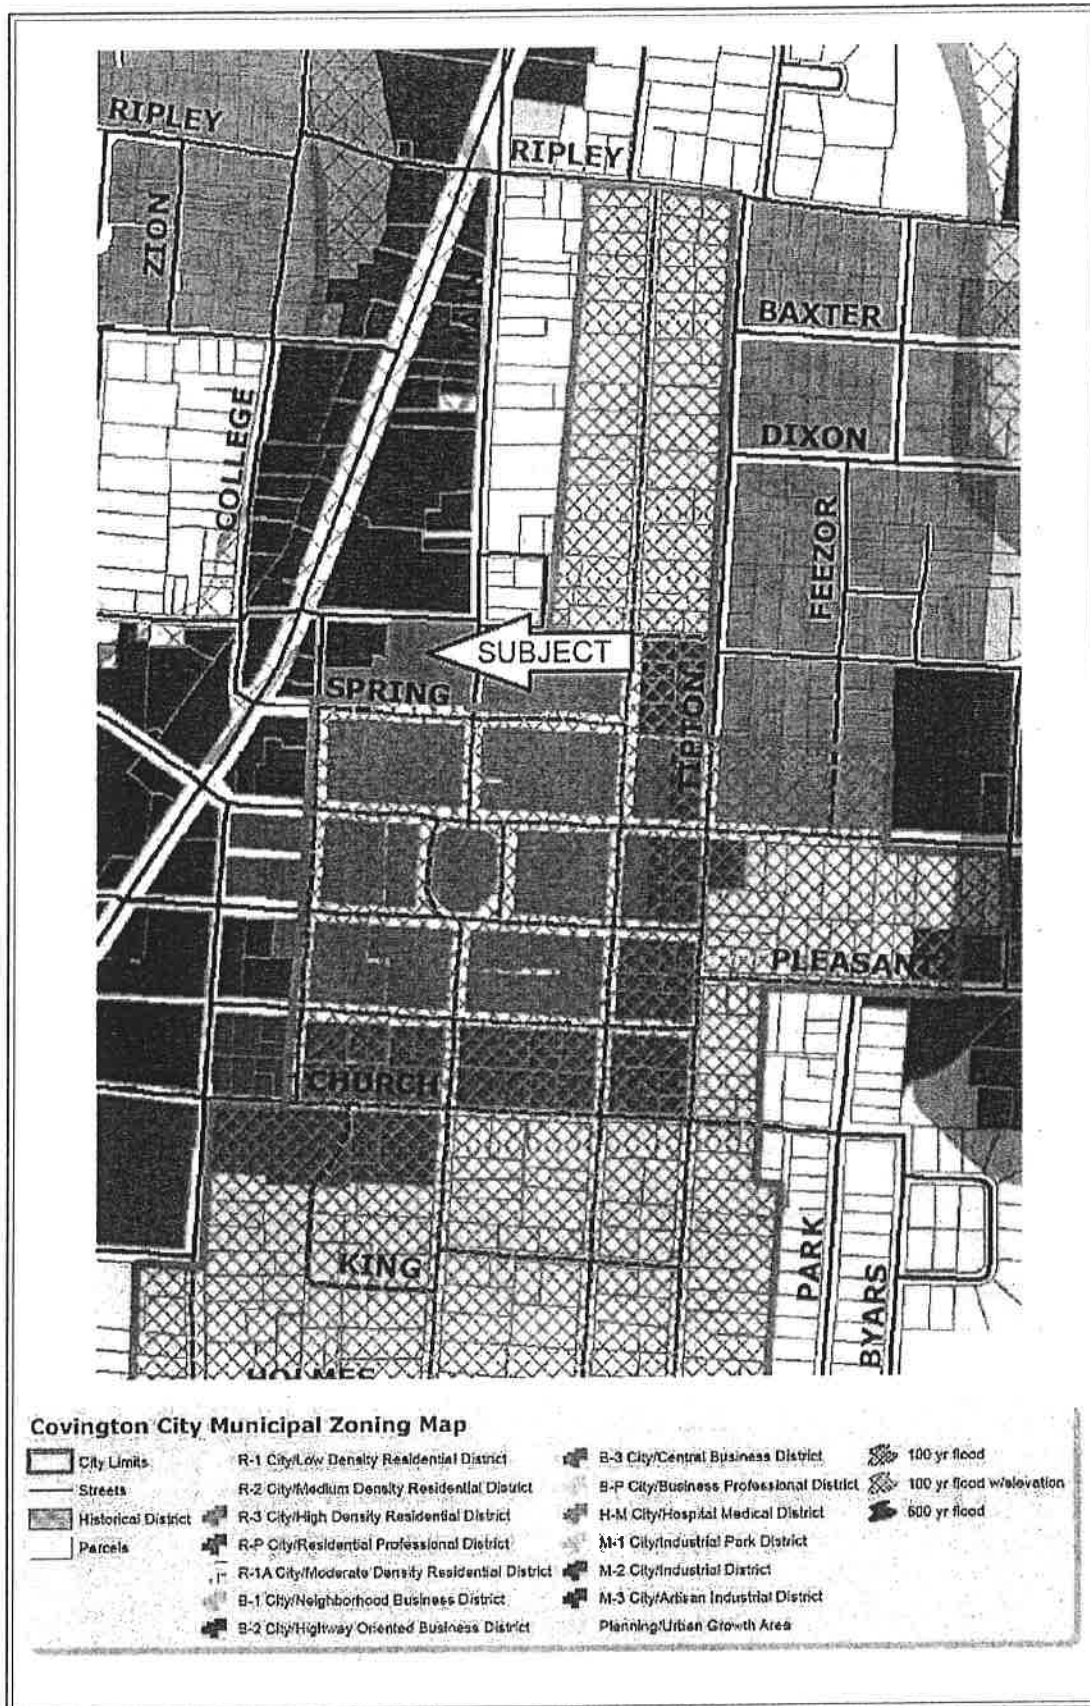 RIPLEY
RIPLEY
ZION
MAIN
BAXTER
COLLEGE
DIXON
FEEZOR
SUBJECT
SPRING
TIPTON
PLEASANT
CHURCH
KING
PARK
BYARS
HOLMES
Covington City Municipal Zoning Map
City Limits
Streets
Historical District
Parcels
R-1 City/Low Density Residential District
R-2 City/Medium Density Residential District
R-3 City/High Density Residential District
R-P City/Residential Professional District
R-1A City/Moderate Density Residential District
B-1 City/Neighborhood Business District
B-2 City/Highway Oriented Business District
B-3 City/Central Business District
B-P City/Business Professional District
H-M City/Hospital Medical District
M-1 City/Industrial Park District
M-2 City/Industrial District
M-3 City/Artisan Industrial District
Planning/Urban Growth Area
100 yr flood
100 yr flood w/elevation
500 yr flood